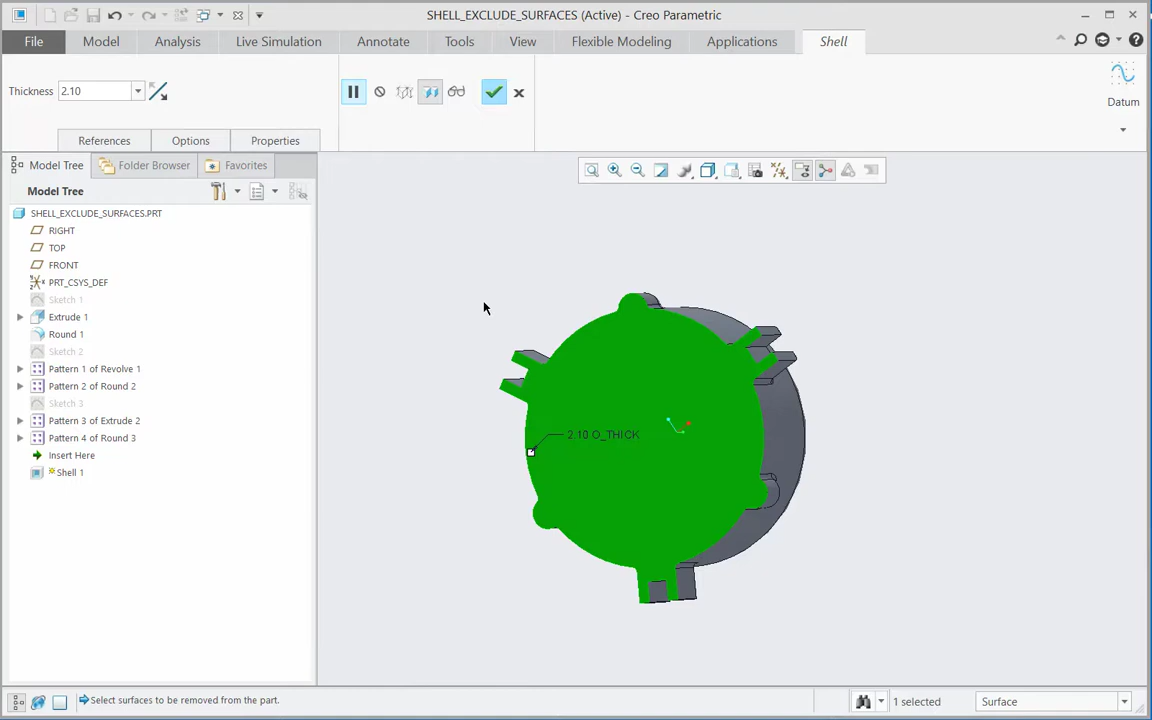 SHELL_EXCLUDE_SURFACES (Active) - Creo Parametric
File Model Analysis Live Simulation Annotate Tools View Flexible Modeling Applications Shell
Thickness 2.10
Datum
References Options Properties
Model Tree Folder Browser Favorites
Model Tree
SHELL_EXCLUDE_SURFACES.PRT
RIGHT
TOP
FRONT
PRT_CSYS_DEF
Sketch 1
Extrude 1
Round 1
Sketch 2
Pattern 1 of Revolve 1
Pattern 2 of Round 2
Sketch 3
Pattern 3 of Extrude 2
Pattern 4 of Round 3
Insert Here
Shell 1
2.10 O_THICK
Select surfaces to be removed from the part.
1 selected
Surface